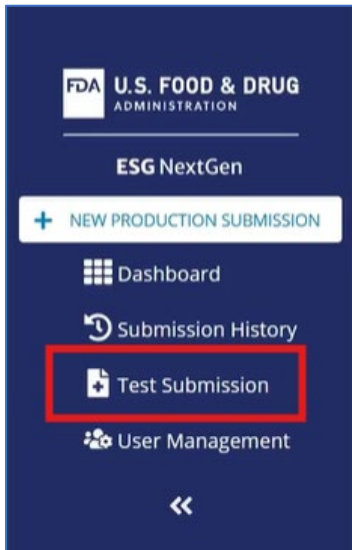 FDA
U.S. FOOD & DRUG
ADMINISTRATION
ESG NextGen
+ NEW PRODUCTION SUBMISSION
Dashboard
Submission History
Test Submission
User Management